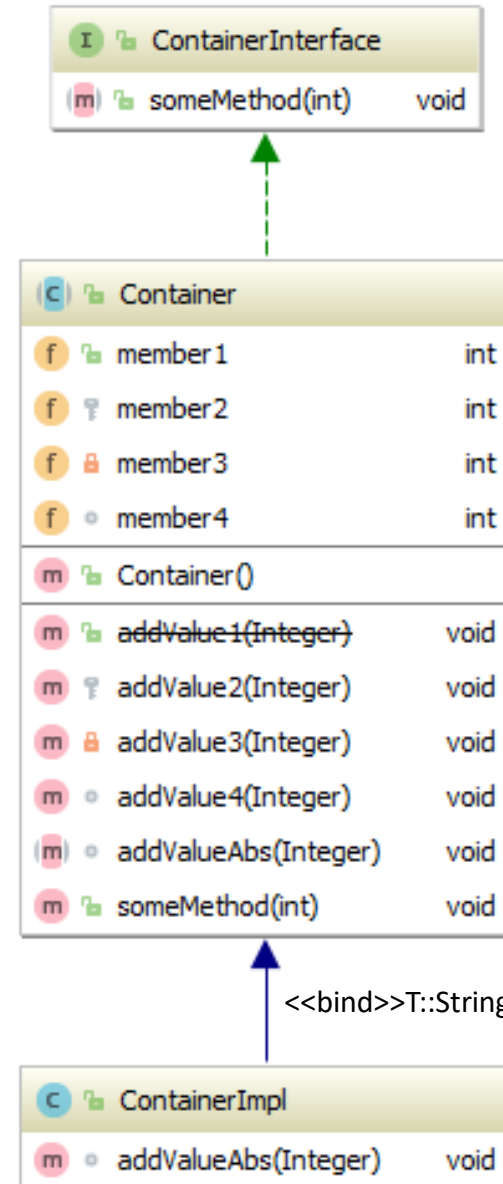 I ContainerInterface
m someMethod(int) void
C Container
f member1 int
f member2 int
f member3 int
f member4 int
m Container()
m addValue1(Integer) void
m addValue2(Integer) void
m addValue3(Integer) void
m addValue4(Integer) void
m addValueAbs(Integer) void
m someMethod(int) void
<<bind>>T::String
C ContainerImpl
m addValueAbs(Integer) void